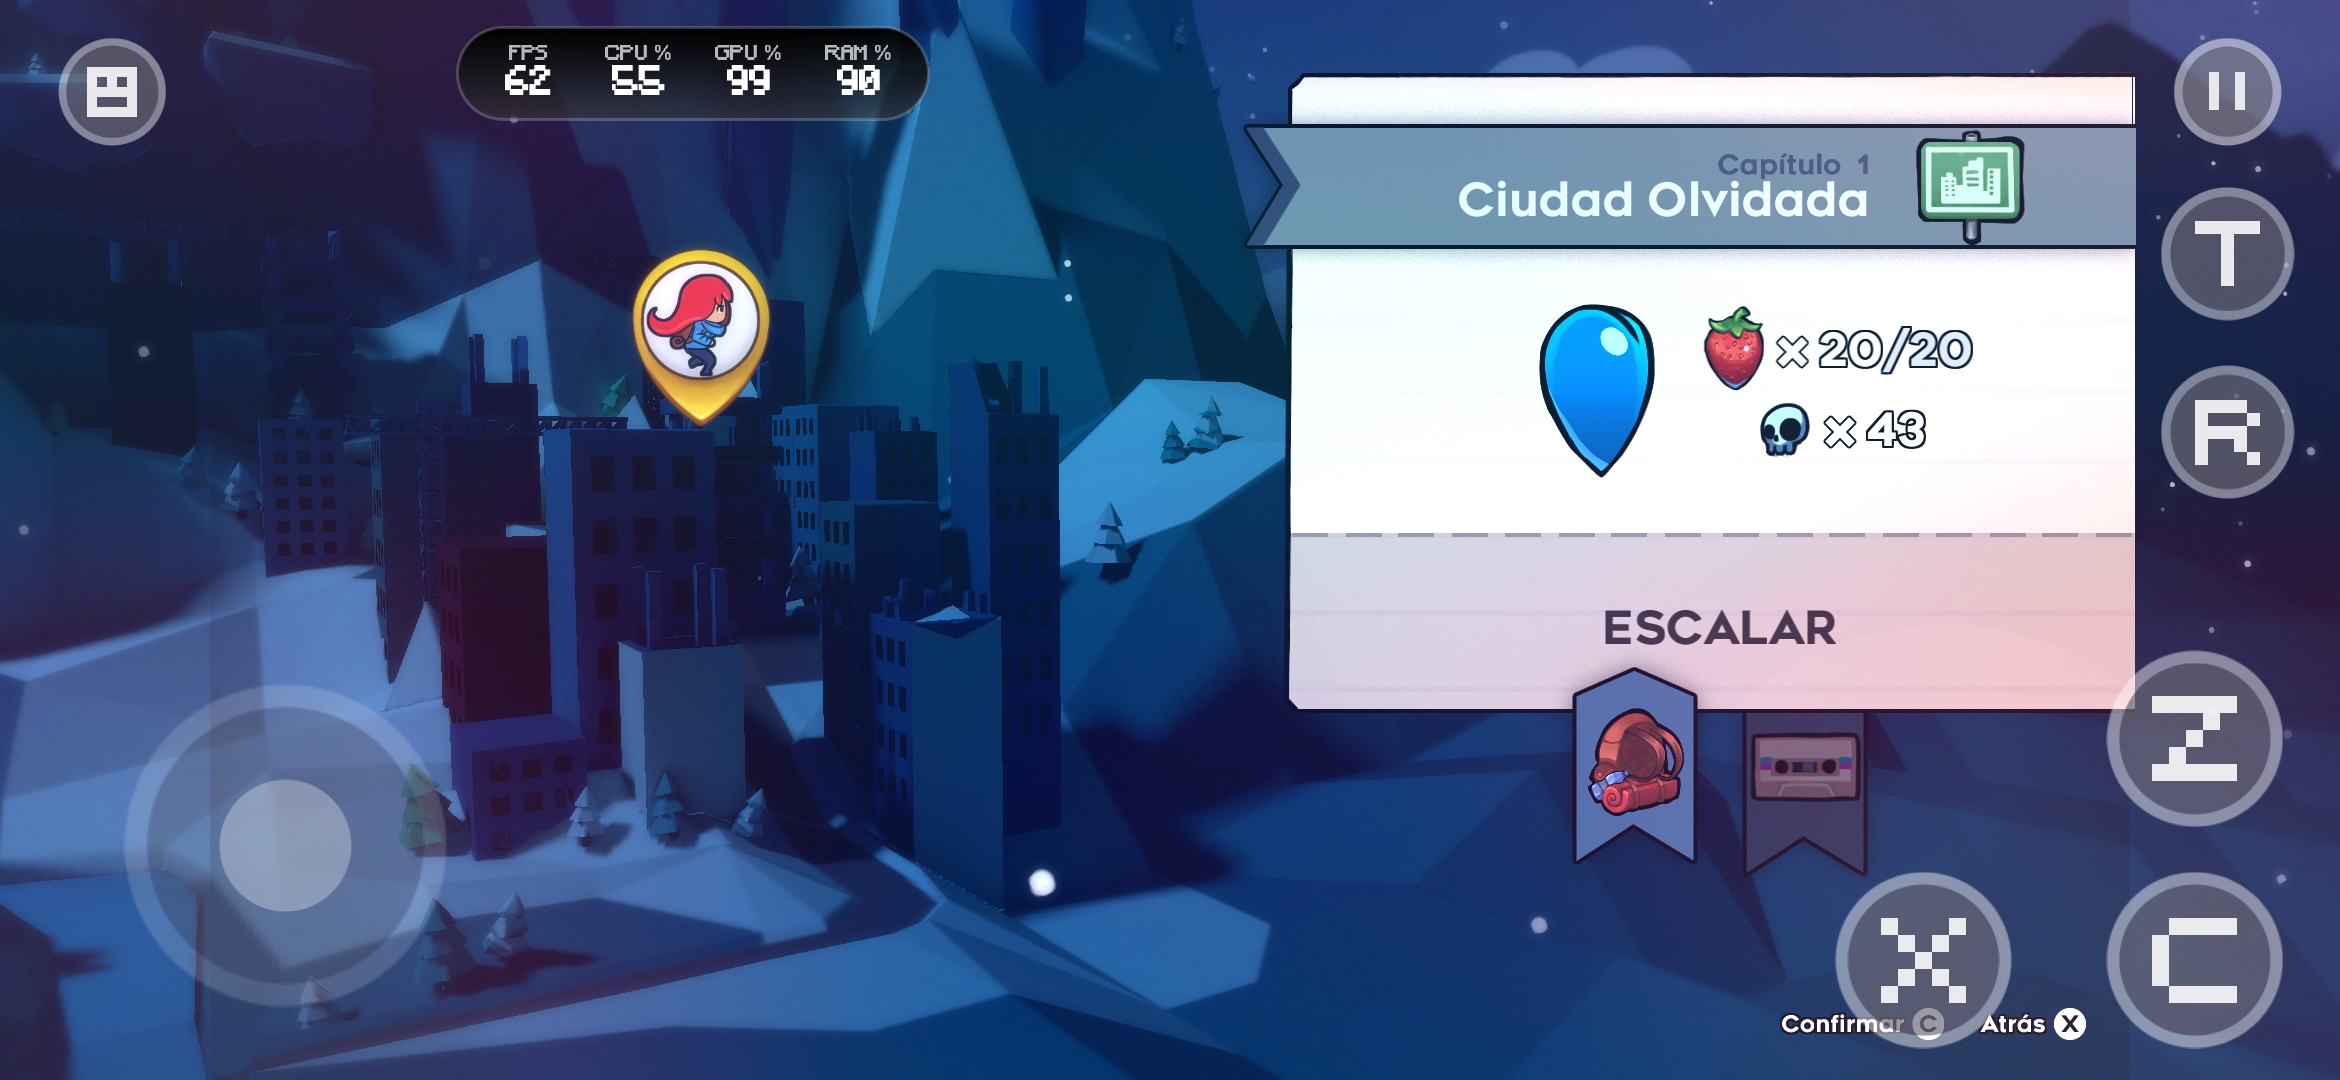 FPS CPU % GPU % RAM %
62 55 99 90
Capítulo 1
Ciudad Olvidada
× 20/20
× 43
ESCALAR
T
R
Z
X
C
Confirmar C Atrás X